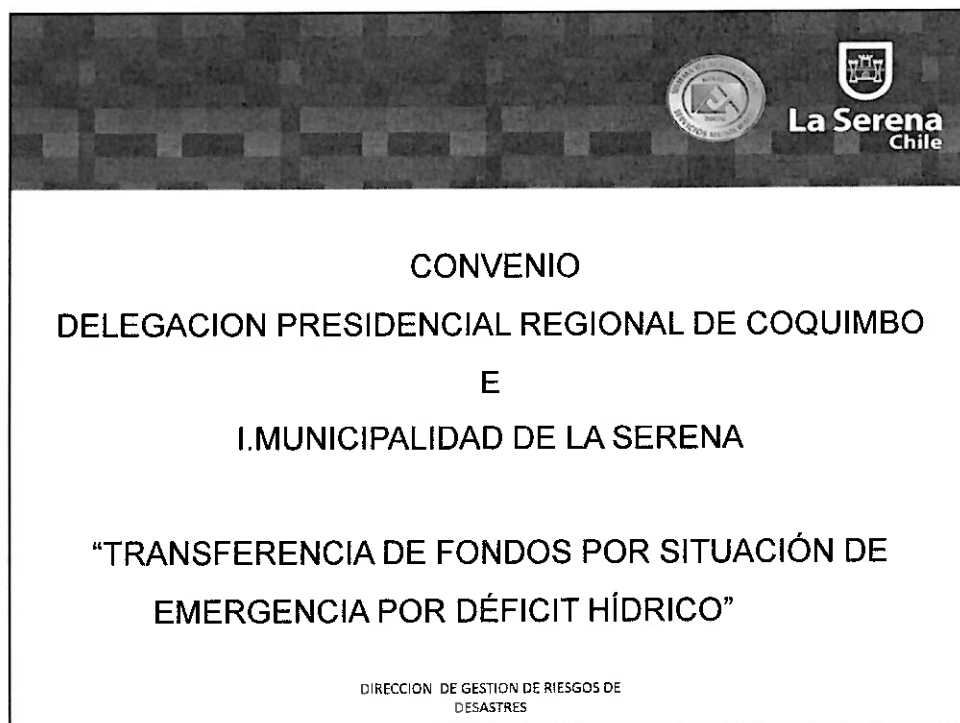 La Serena
Chile
CONVENIO
DELEGACION PRESIDENCIAL REGIONAL DE COQUIMBO
E
I.MUNICIPALIDAD DE LA SERENA
“TRANSFERENCIA DE FONDOS POR SITUACIÓN DE
EMERGENCIA POR DÉFICIT HÍDRICO”
DIRECCION DE GESTION DE RIESGOS DE
DESASTRES